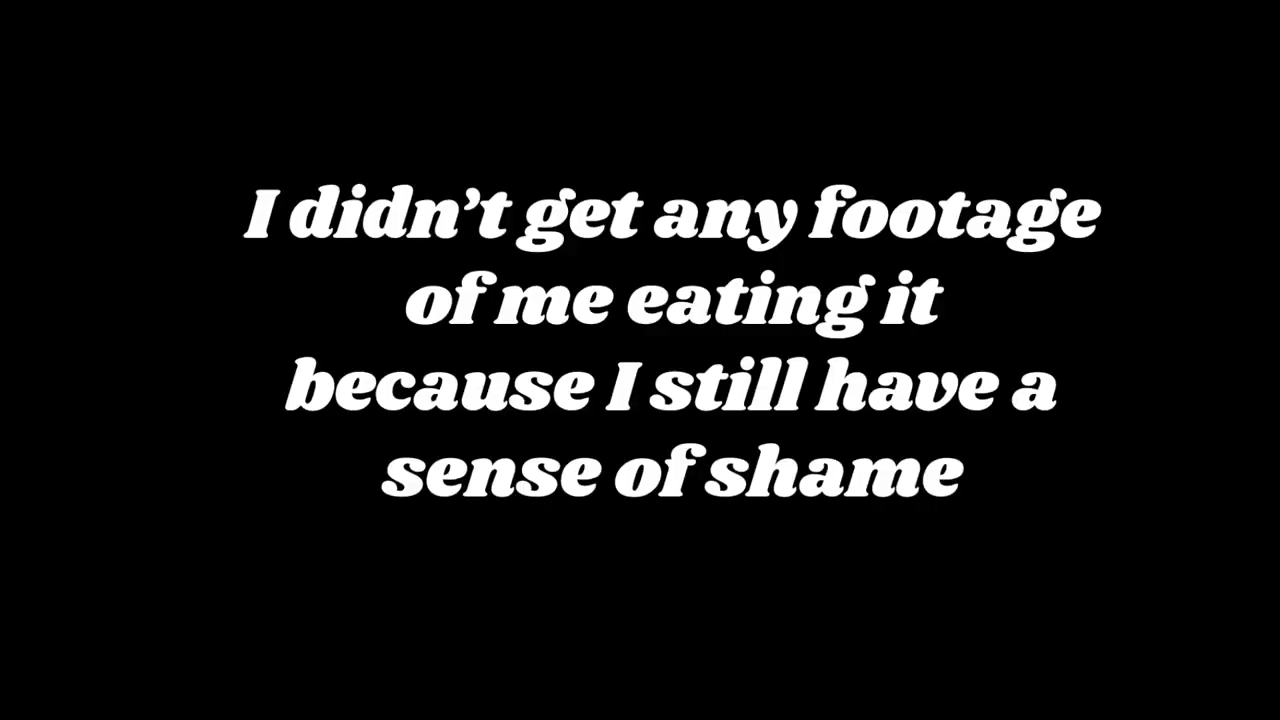 I didn’t get any footage
of me eating it
because I still have a
sense of shame